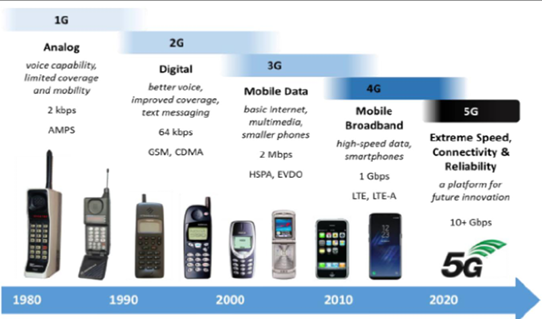 1G
Analog
voice capability,
limited coverage
and mobility
2 kbps
AMPS
2G
Digital
better voice,
improved coverage,
text messaging
64 kbps
GSM, CDMA
3G
Mobile Data
basic Internet,
multimedia,
smaller phones
2 Mbps
HSPA, EVDO
4G
Mobile
Broadband
high-speed data,
smartphones
1 Gbps
LTE, LTE-A
5G
Extreme Speed,
Connectivity &
Reliability
a platform for
future innovation
10+ Gbps
5G
1980
1990
2000
2010
2020